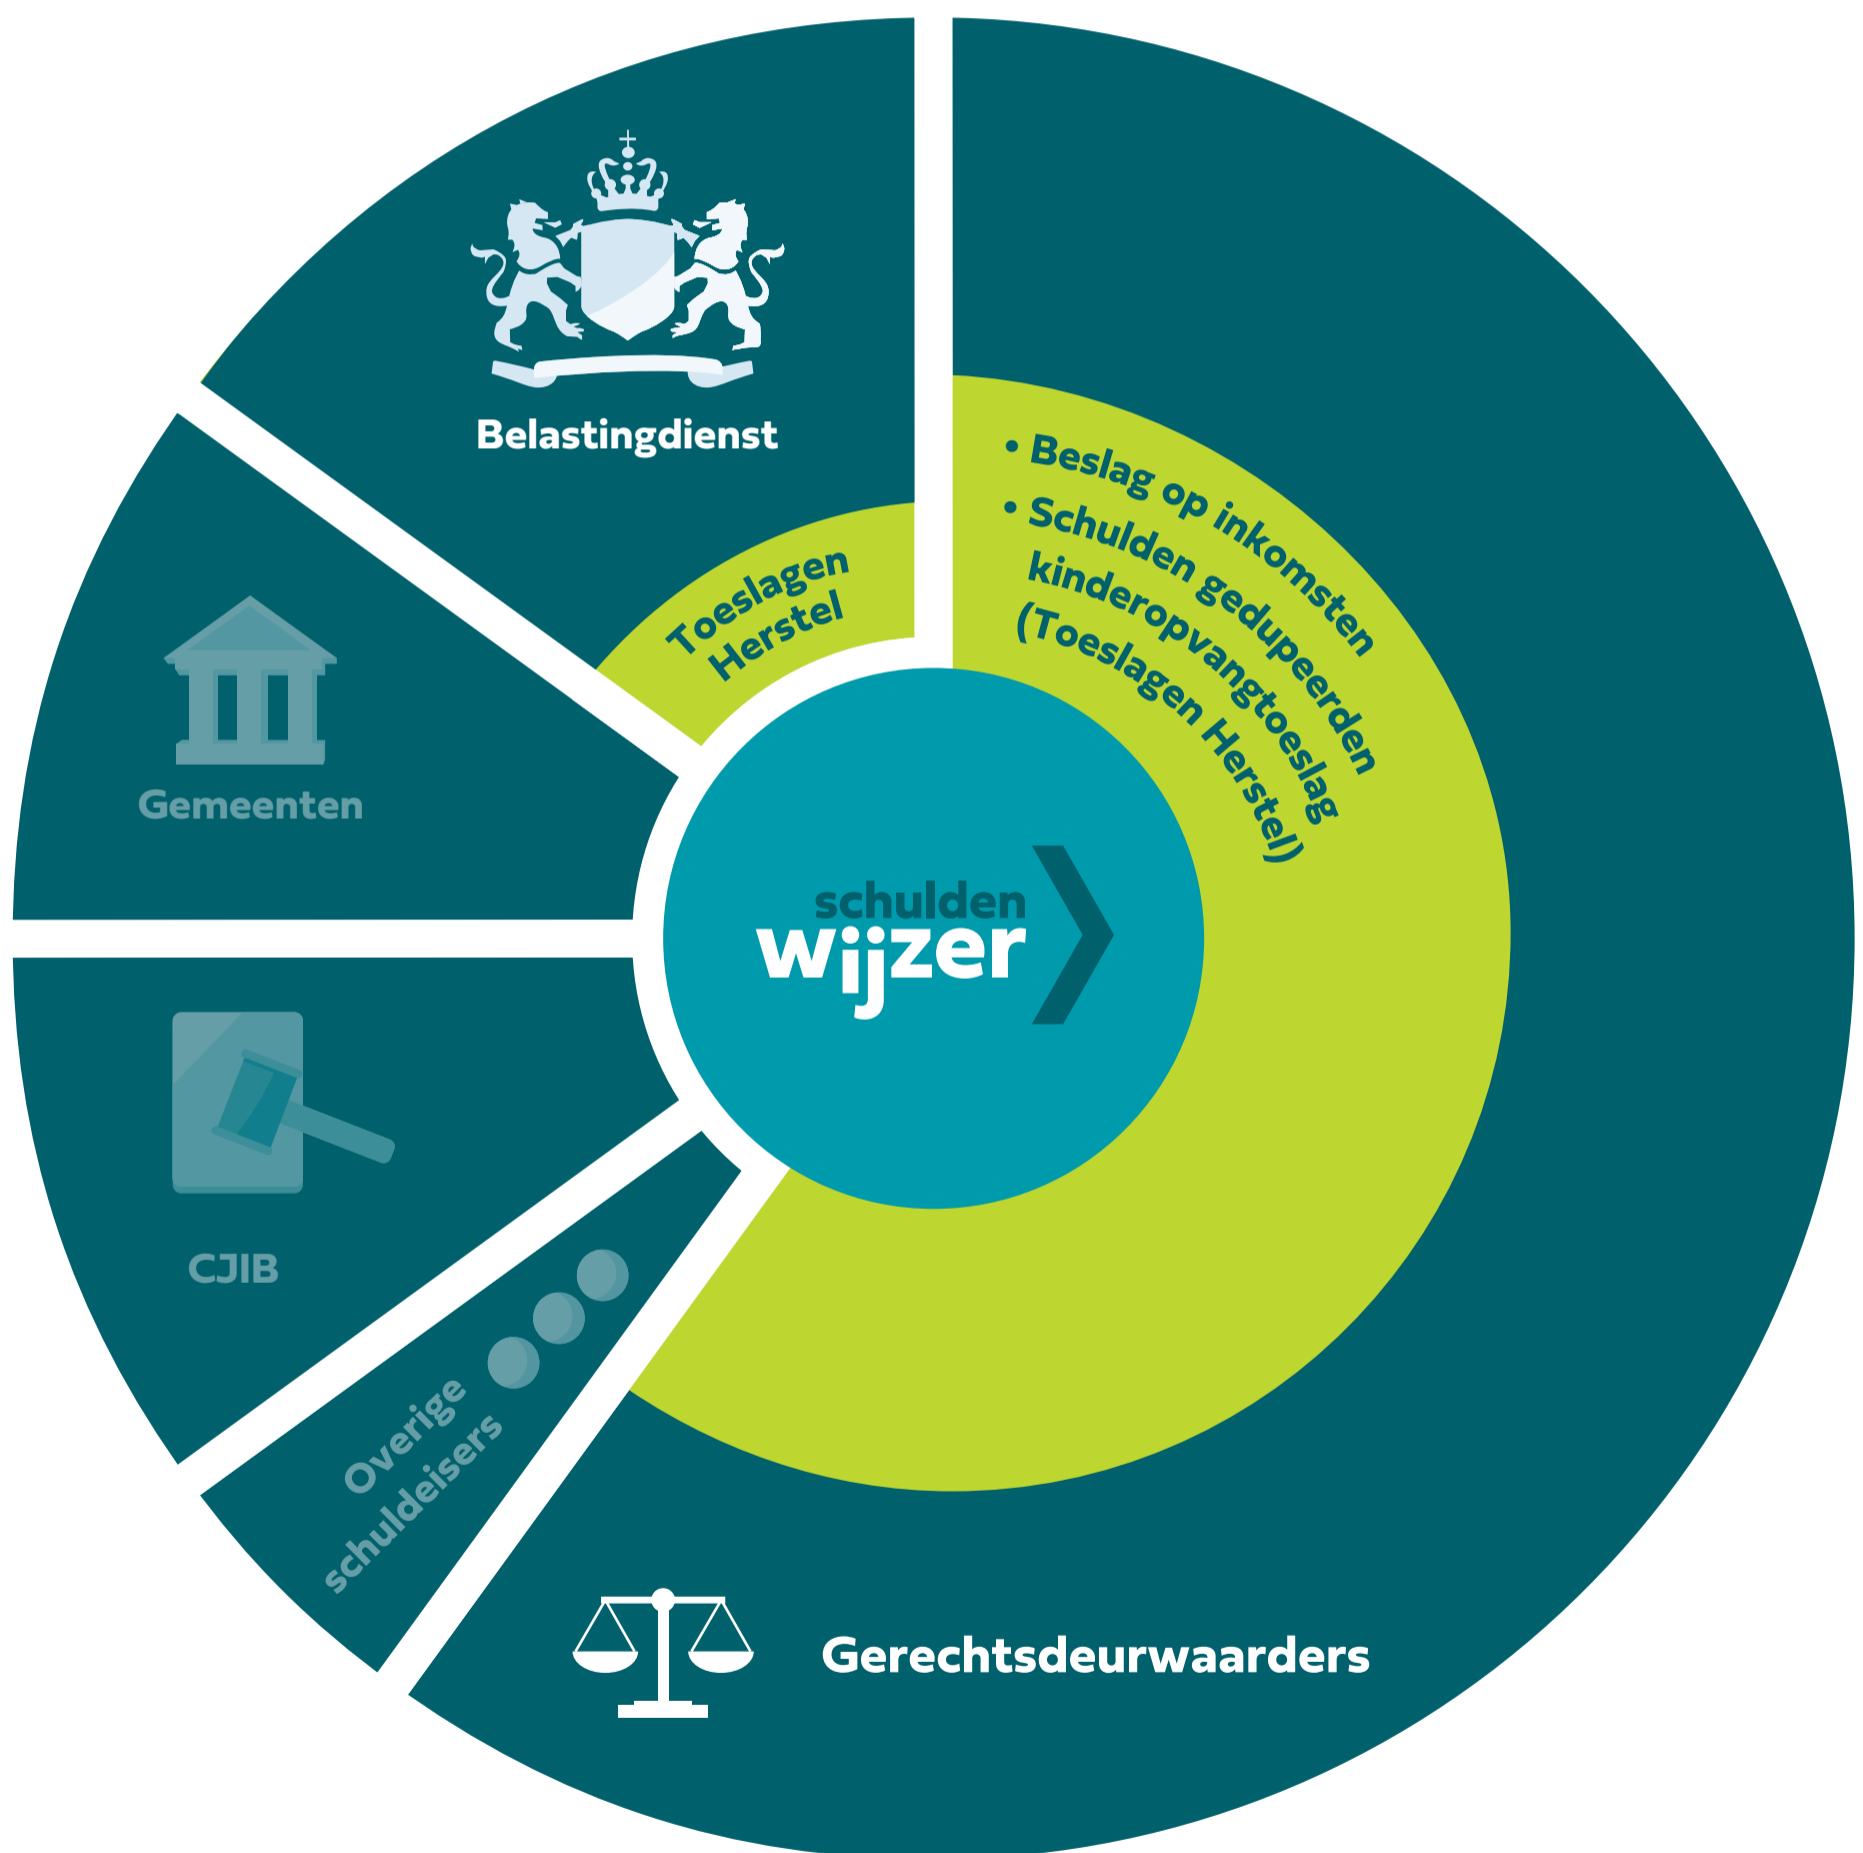 Belastingdienst
Toeslagen
Herstel
• Beslag op inkomsten
• Schulden gedupeerden
kinderopvangtoeslag
(Toeslagen Herstel)
Gemeenten
schulden
wijzer
CJIB
Overige
schuldeisers
Gerechtsdeurwaarders